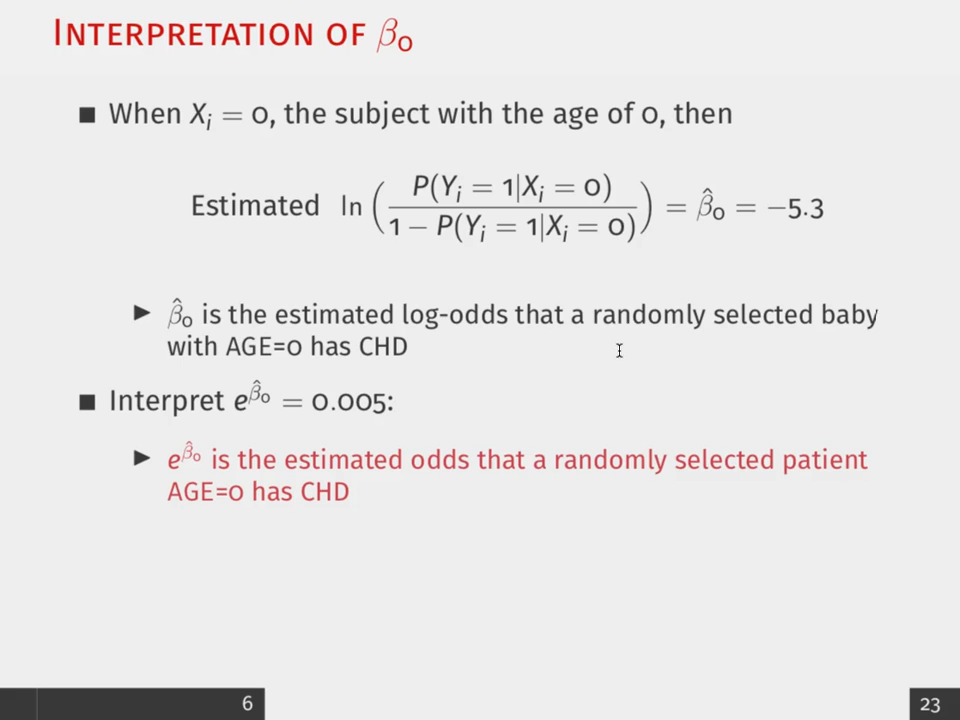 INTERPRETATION OF β₀
■ When Xᵢ = 0, the subject with the age of 0, then
Estimated ln ( P(Yᵢ = 1|Xᵢ = 0) / 1 − P(Yᵢ = 1|Xᵢ = 0) ) = β̂₀ = −5.3
▶ β̂₀ is the estimated log-odds that a randomly selected baby
with AGE=0 has CHD
■ Interpret e^β̂₀ = 0.005:
▶ e^β̂₀ is the estimated odds that a randomly selected patient
AGE=0 has CHD
6
23